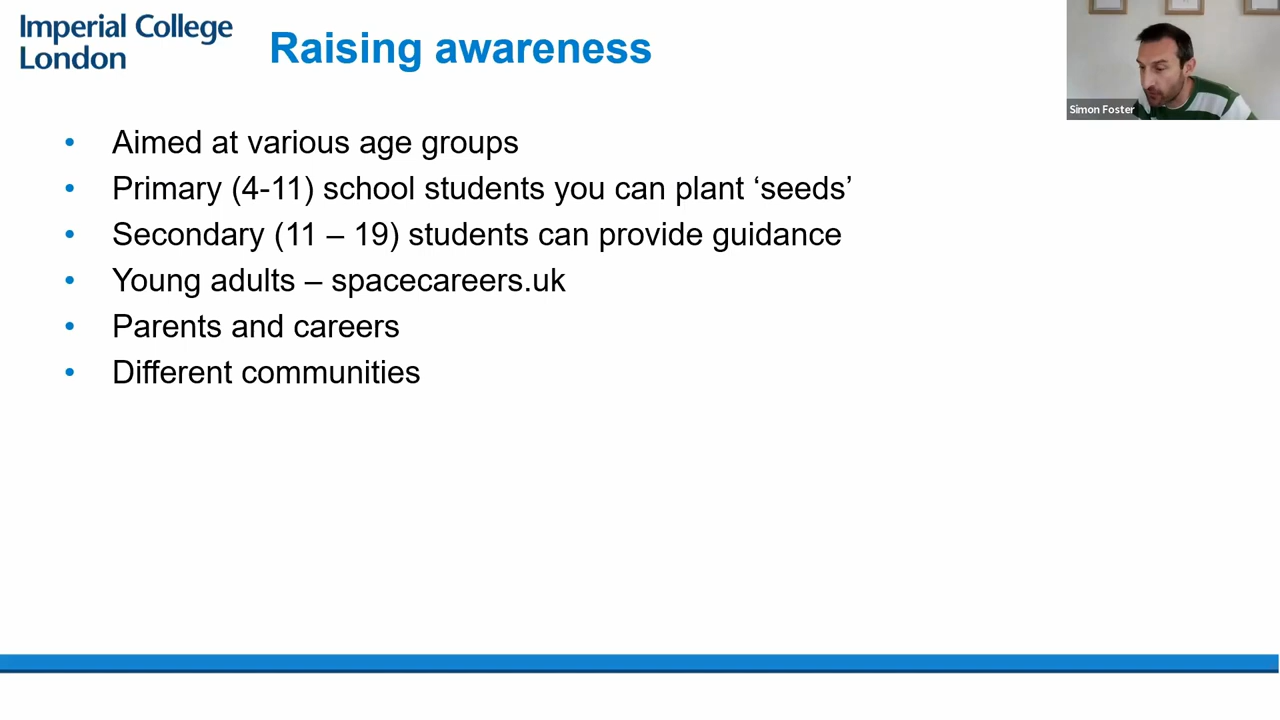 Imperial College
London
Raising awareness
Simon Foster
• Aimed at various age groups
• Primary (4-11) school students you can plant ‘seeds’
• Secondary (11 – 19) students can provide guidance
• Young adults – spacecareers.uk
• Parents and careers
• Different communities